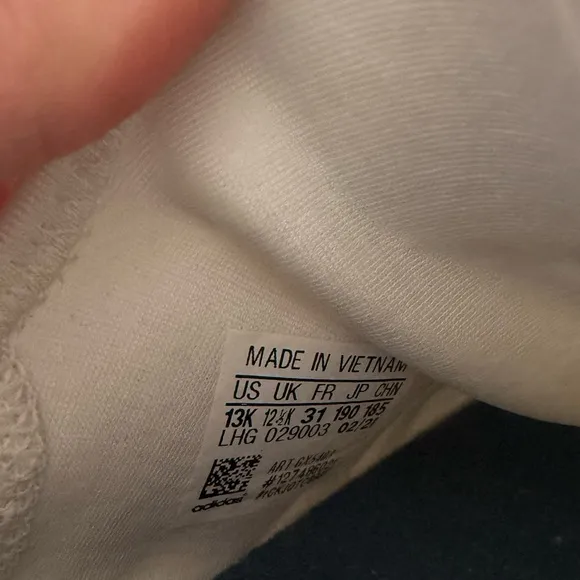 MADE IN VIETNAM
US UK FR JP CHN
13K 12½K 31 190 185
LHG 029003 02/21
ART
adidas